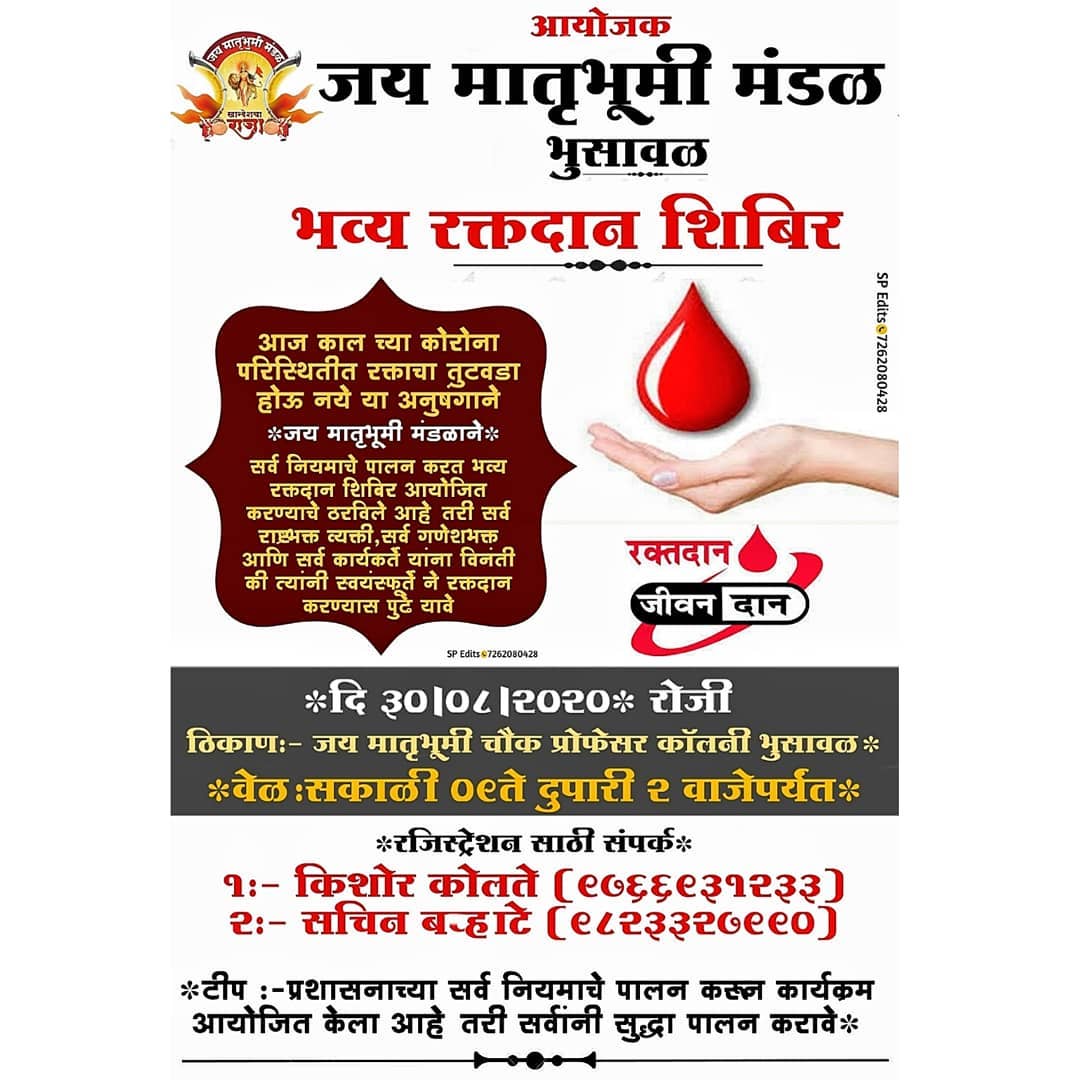 आयोजक
जय मातृभूमी मंडळ
खान्देशचा
राजा
जय मातृभूमी मंडळ
भुसावळ
भव्य रक्तदान शिबिर
आज काल च्या कोरोना
परिस्थितीत रक्ताचा तुटवडा
होऊ नये या अनुषंगाने
*जय मातृभूमी मंडळाने*
सर्व नियमाचे पालन करत भव्य
रक्तदान शिबिर आयोजित
करण्याचे ठरविले आहे तरी सर्व
राष्ट्रभक्त व्यक्ती,सर्व गणेशभक्त
आणि सर्व कार्यकर्ते यांना विनंती
की त्यांनी स्वयंस्फूर्ते ने रक्तदान
करण्यास पुढे यावे
SP Edits 7262080428
रक्तदान
जीवन दान
SP Edits 7262080428
*दि ३०|०८|२०२०* रोजी
ठिकाण:- जय मातृभूमी चौक प्रोफेसर कॉलनी भुसावळ*
*वेळ :सकाळी ०९ते दुपारी २ वाजेपर्यंत*
*रजिस्ट्रेशन साठी संपर्क*
१:- किशोर कोलते (९७६६९३१२३३)
२:- सचिन बऱ्हाटे (९८२३३२७९९०)
*टीप :-प्रशासनाच्या सर्व नियमाचे पालन करून कार्यक्रम
आयोजित केला आहे तरी सर्वांनी सुद्धा पालन करावे*